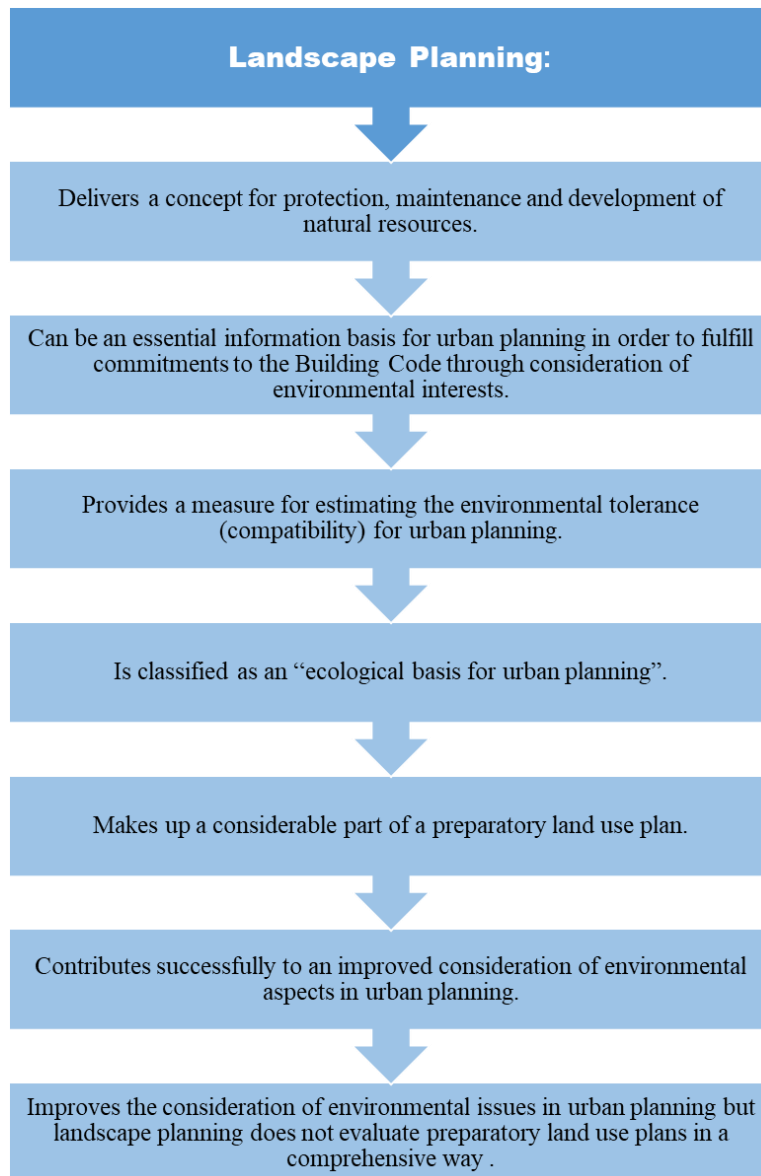 Landscape Planning:
Delivers a concept for protection, maintenance and development of
natural resources.
Can be an essential information basis for urban planning in order to fulfill
commitments to the Building Code through consideration of
environmental interests.
Provides a measure for estimating the environmental tolerance
(compatibility) for urban planning.
Is classified as an “ecological basis for urban planning”.
Makes up a considerable part of a preparatory land use plan.
Contributes successfully to an improved consideration of environmental
aspects in urban planning.
Improves the consideration of environmental issues in urban planning but
landscape planning does not evaluate preparatory land use plans in a
comprehensive way .